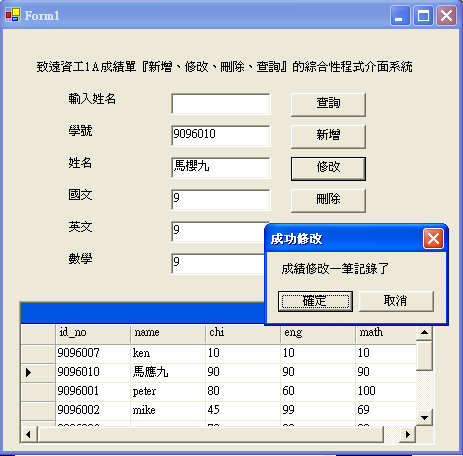 Form1
致遠資工1A成績單『新增、修改、刪除、查詢』的綜合性程式介面系統
輸入姓名 查詢
學號 9096010 新增
姓名 馬櫻九 修改
國文 9 刪除
英文 9
數學 9
成功修改
成績修改一筆記錄了
確定 取消
id_no name chi eng math
9096007 ken 10 10 10
9096010 馬應九 90 90 90
9096001 peter 80 60 100
9096002 mike 45 99 69